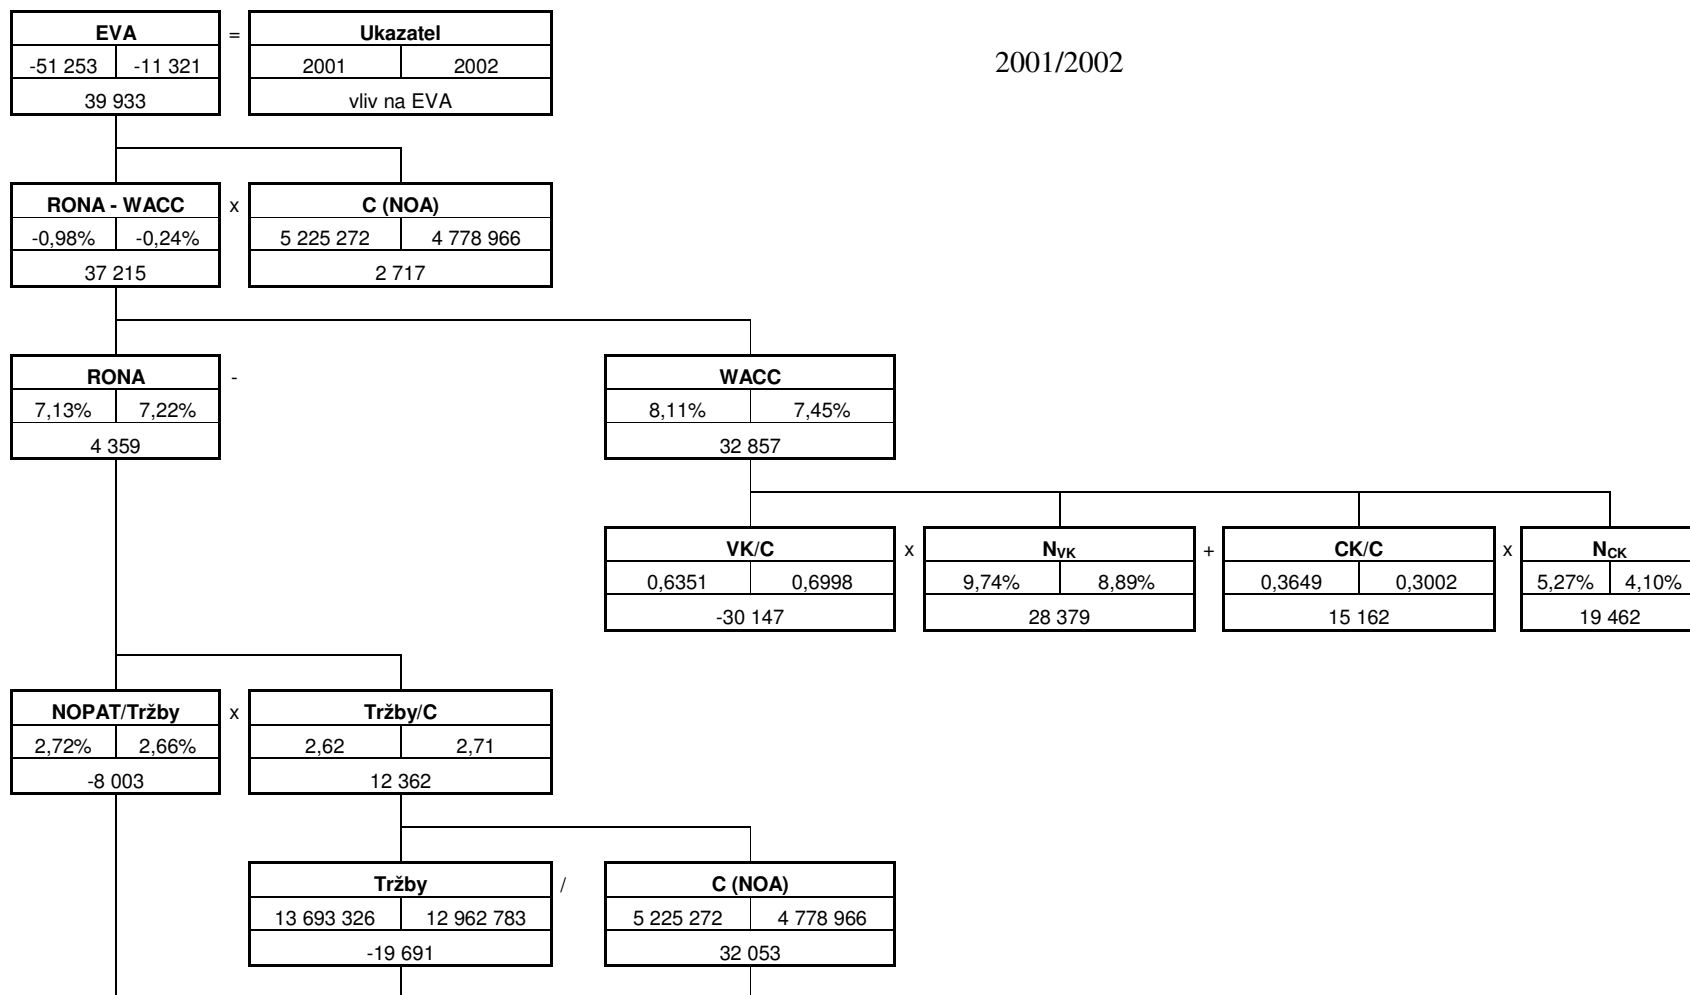 EVA = Ukazatel
-51 253 -11 321 2001 2002
2001/2002
39 933 vliv na EVA
RONA - WACC x C (NOA)
-0,98% -0,24% 5 225 272 4 778 966
37 215 2 717
RONA - WACC
7,13% 7,22% 8,11% 7,45%
4 359 32 857
VK/C x NVK + CK/C x NCK
0,6351 0,6998 9,74% 8,89% 0,3649 0,3002 5,27% 4,10%
-30 147 28 379 15 162 19 462
NOPAT/Tržby x Tržby/C
2,72% 2,66% 2,62 2,71
-8 003 12 362
Tržby / C (NOA)
13 693 326 12 962 783 5 225 272 4 778 966
-19 691 32 053